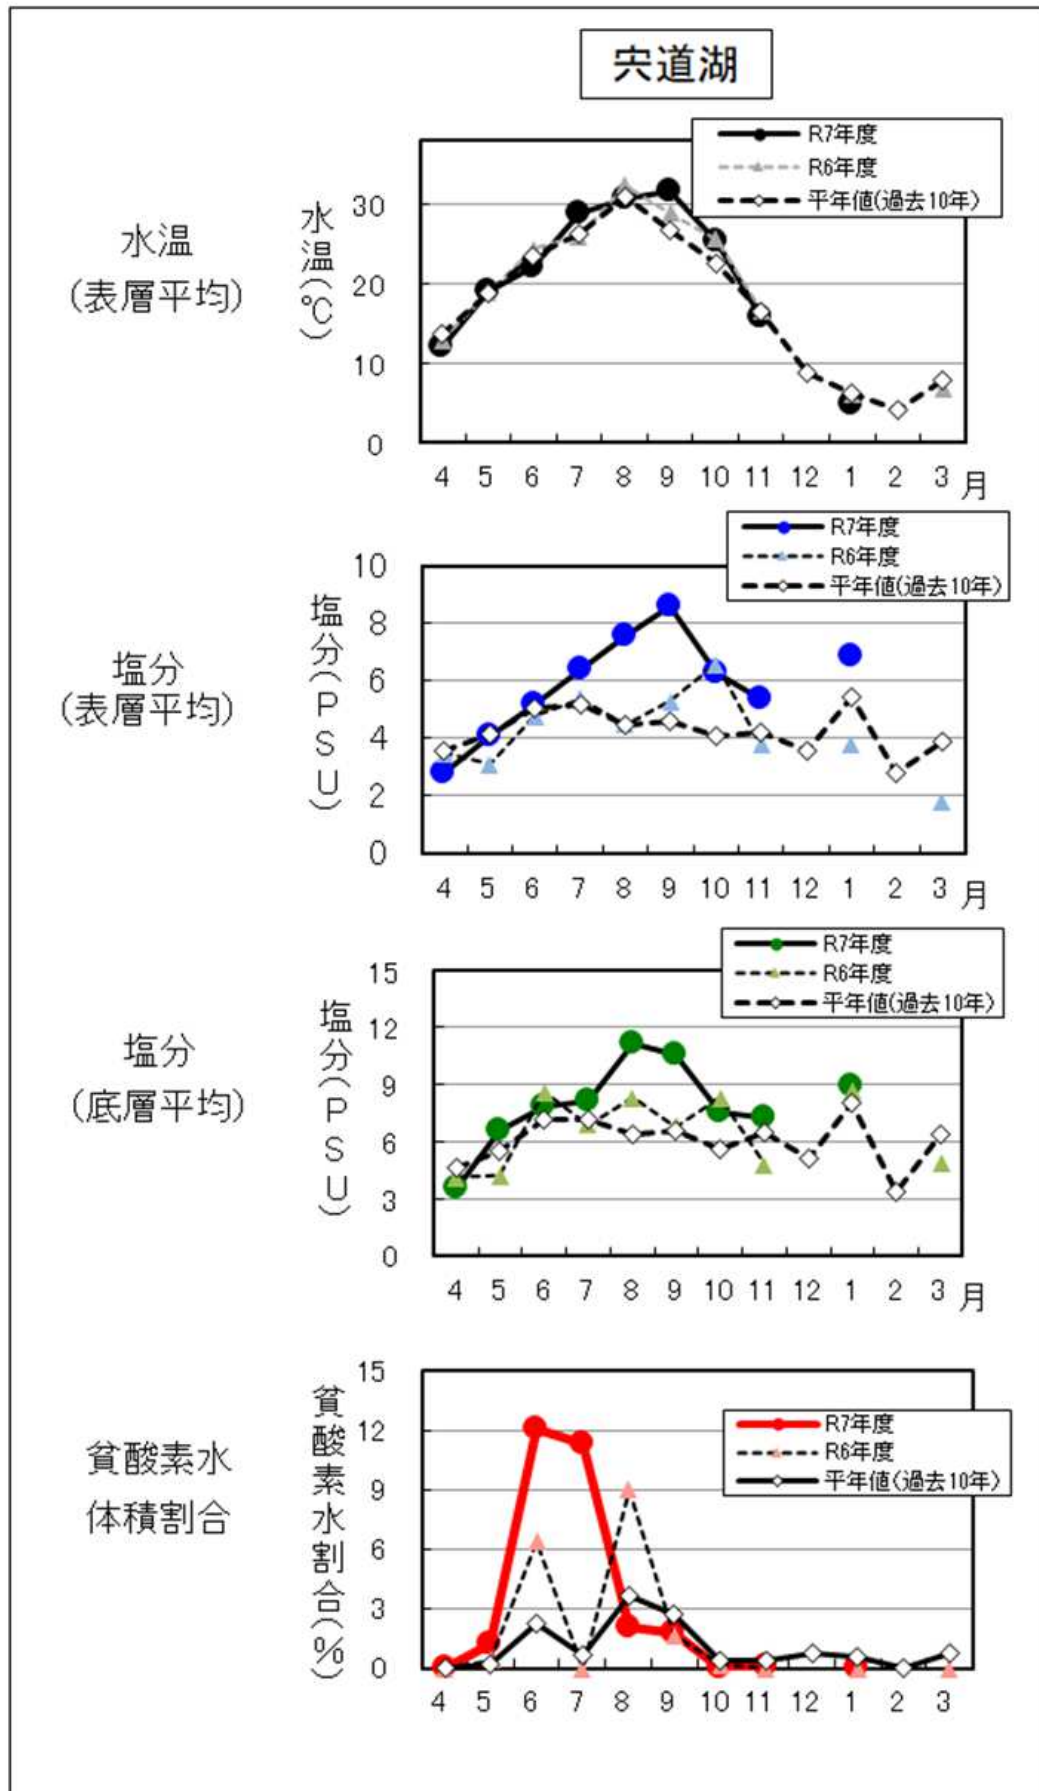 宍道湖
水温
(表層平均)
水温(℃)
R7年度
R6年度
平年値(過去10年)
30
20
10
0
4 5 6 7 8 9 10 11 12 1 2 3 月
塩分
(表層平均)
塩分(PSU)
R7年度
R6年度
平年値(過去10年)
10
8
6
4
2
0
4 5 6 7 8 9 10 11 12 1 2 3 月
塩分
(底層平均)
塩分(PSU)
R7年度
R6年度
平年値(過去10年)
15
12
9
6
3
0
4 5 6 7 8 9 10 11 12 1 2 3 月
貧酸素水
体積割合
貧酸素水割合(%)
R7年度
R6年度
平年値(過去10年)
15
12
9
6
3
0
4 5 6 7 8 9 10 11 12 1 2 3